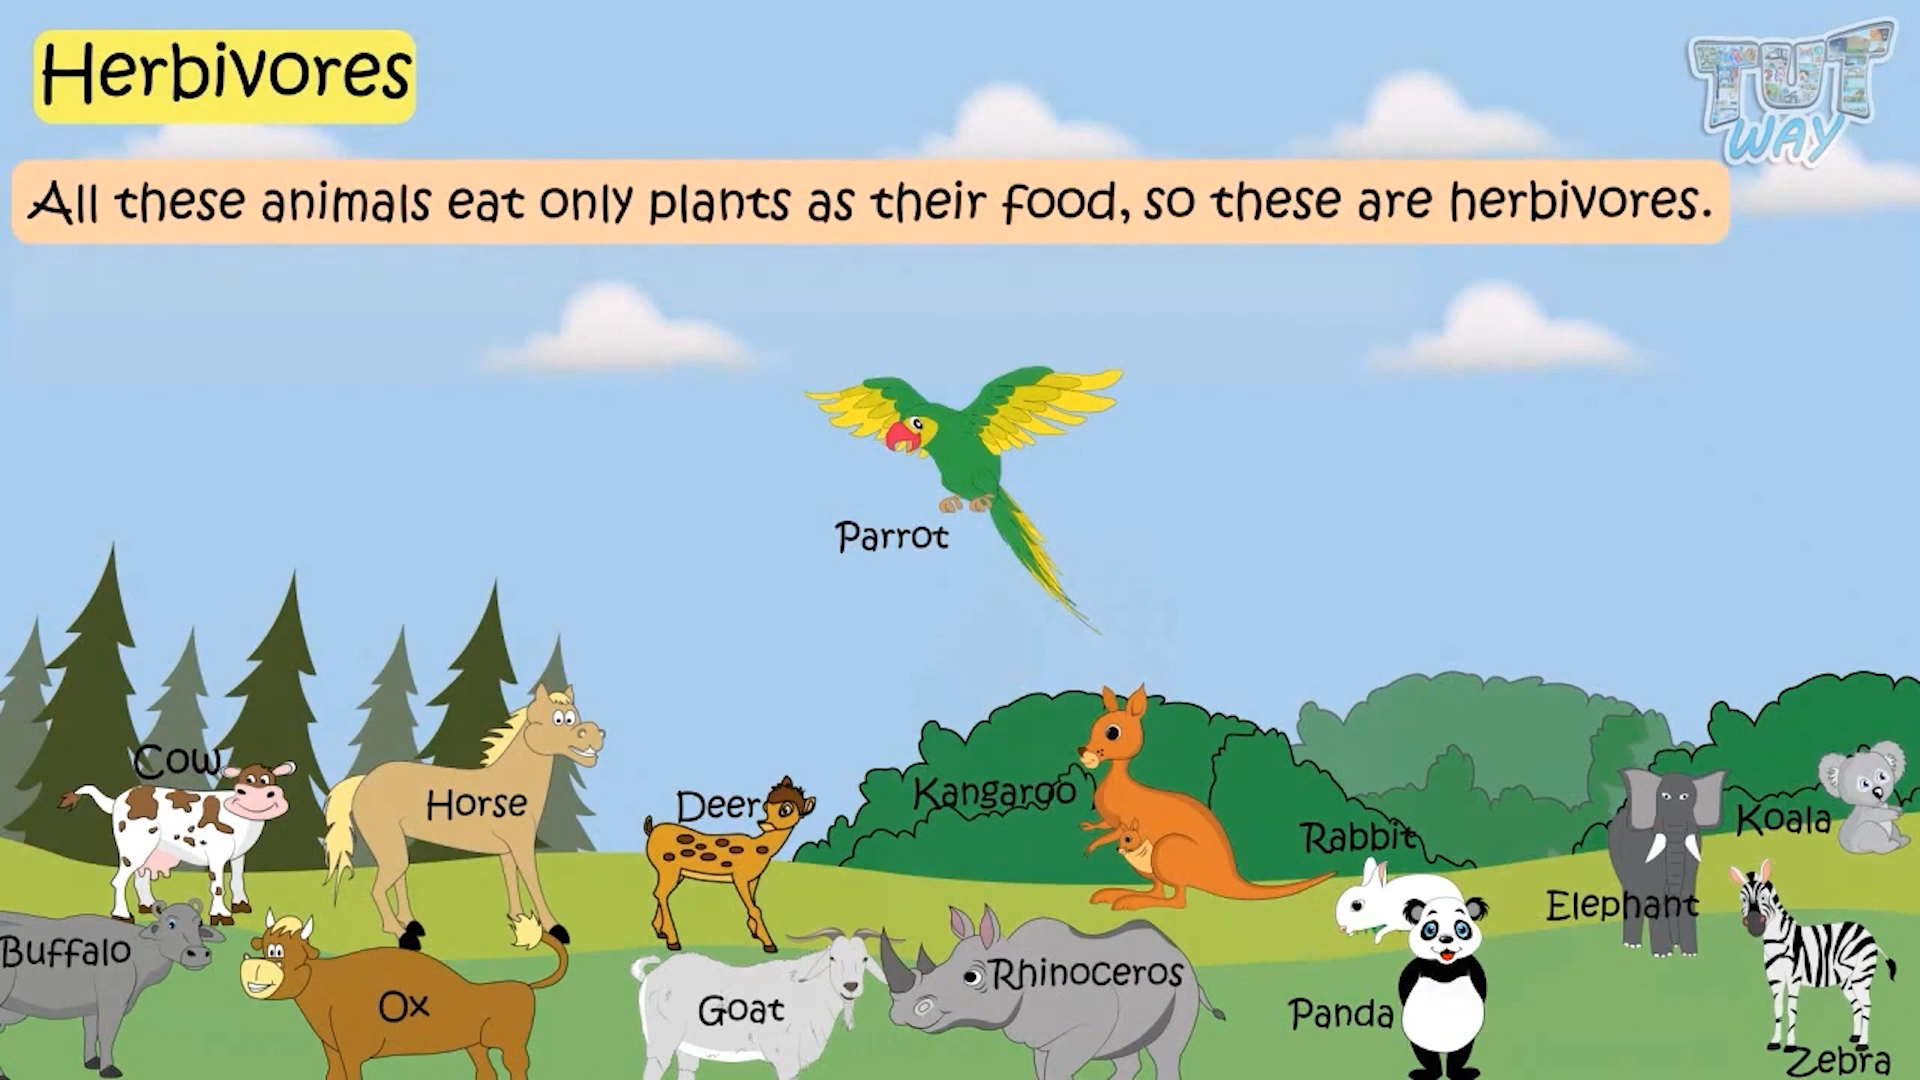 Herbivores
TUT
WAY
All these animals eat only plants as their food, so these are herbivores.
Parrot
Cow
Horse
Deer
Kangaroo
Rabbit
Koala
Elephant
Buffalo
Ox
Goat
Rhinoceros
Panda
Zebra